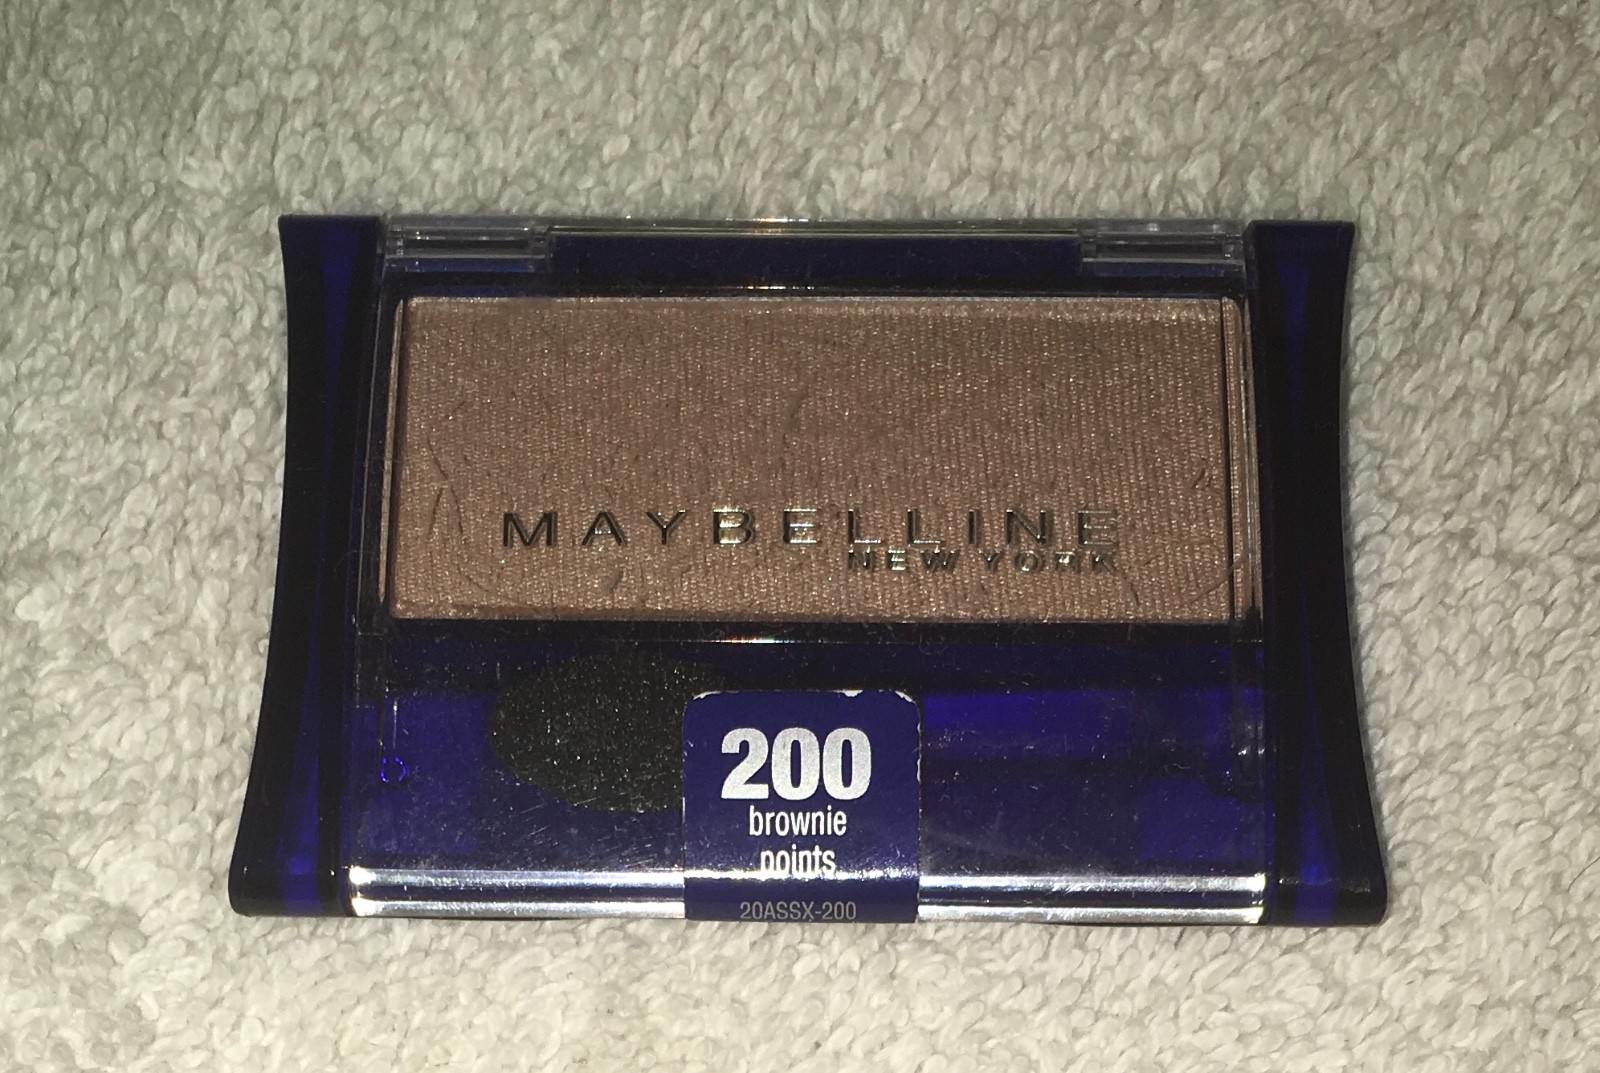 MAYBELLINE
NEW YORK
200
brownie
points
20ASSX-200